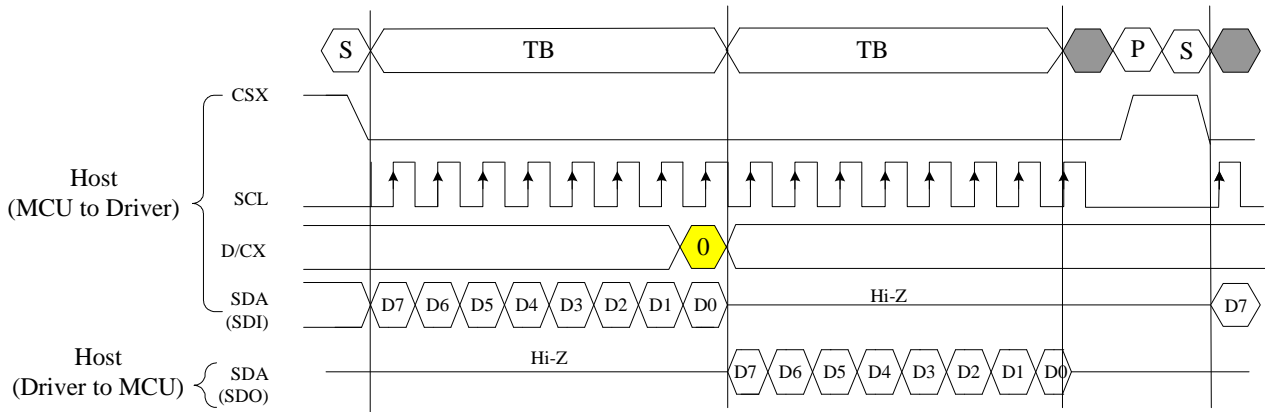 S TB TB P S
CSX
Host
(MCU to Driver)
SCL
D/CX 0
SDA
(SDI)
D7 D6 D5 D4 D3 D2 D1 D0 Hi-Z D7
Host
(Driver to MCU)
SDA
(SDO)
Hi-Z D7 D6 D5 D4 D3 D2 D1 D0